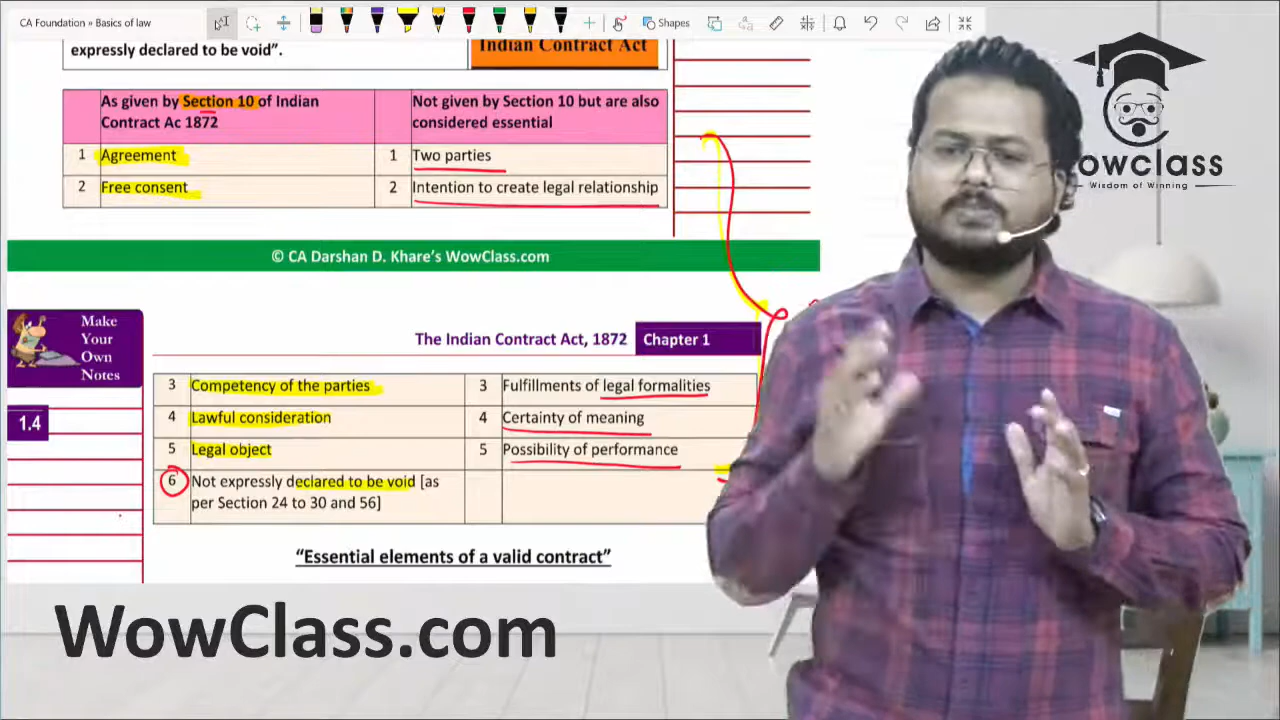 CA Foundation » Basics of law
Shapes
expressly declared to be void”.
Indian Contract Act
As given by Section 10 of Indian
Contract Ac 1872
Not given by Section 10 but are also
considered essential
1 Agreement 1 Two parties
2 Free consent 2 Intention to create legal relationship
© CA Darshan D. Khare’s WowClass.com
Make
Your
Own
Notes
The Indian Contract Act, 1872 Chapter 1
1.4
3 Competency of the parties 3 Fulfillments of legal formalities
4 Lawful consideration 4 Certainty of meaning
5 Legal object 5 Possibility of performance
6 Not expressly declared to be void [as
per Section 24 to 30 and 56]
“Essential elements of a valid contract”
WowClass.com
owclass
Wisdom of Winning